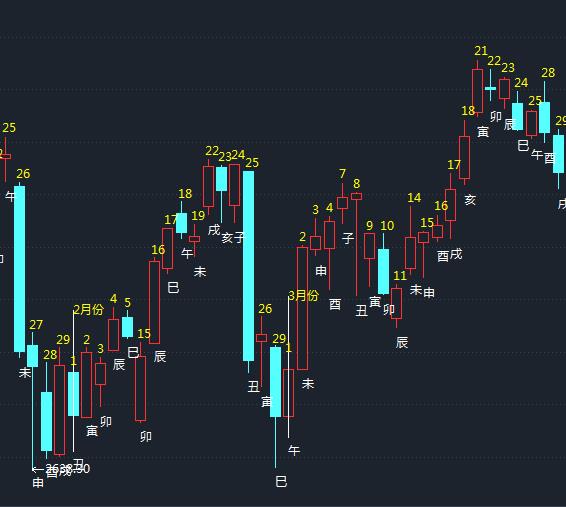 25
午
26
未
27
申
28
酉
29
戌
2月份
1
丑
2
寅
3
卯
4
辰
5
巳
15
卯
16
辰
17
巳
18
午
19
未
22
戌
23
亥
24
子
25
丑
26
寅
29
巳
3月份
1
午
2
未
3
申
4
酉
7
子
8
丑
9
寅
10
卯
11
辰
14
未
15
申
16
酉
17
戌
18
亥
21
寅
22
卯
23
辰
24
巳
25
午
28
酉
29